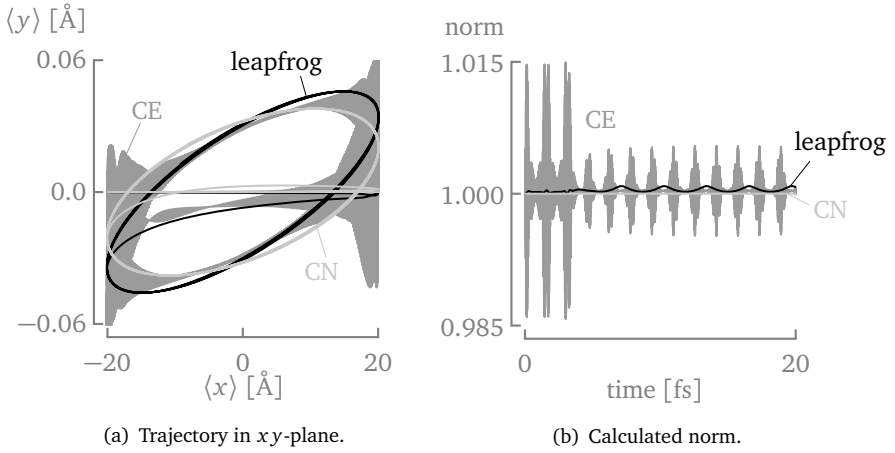 ⟨y⟩ [Å]
0.06
leapfrog
CE
0.0
CN
−0.06
−20
0
20
⟨x⟩ [Å]
(a) Trajectory in xy-plane.
norm
1.015
CE
leapfrog
1.000
CN
0.985
0
20
time [fs]
(b) Calculated norm.